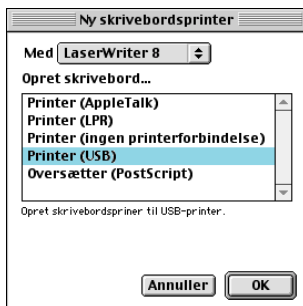 Ny skrivebordsprinter
Med LaserWriter 8
Opret skrivebord...
Printer (AppleTalk)
Printer (LPR)
Printer (ingen printerforbindelse)
Printer (USB)
Oversætter (PostScript)
Opret skrivebordspriner til USB-printer.
Annuller OK